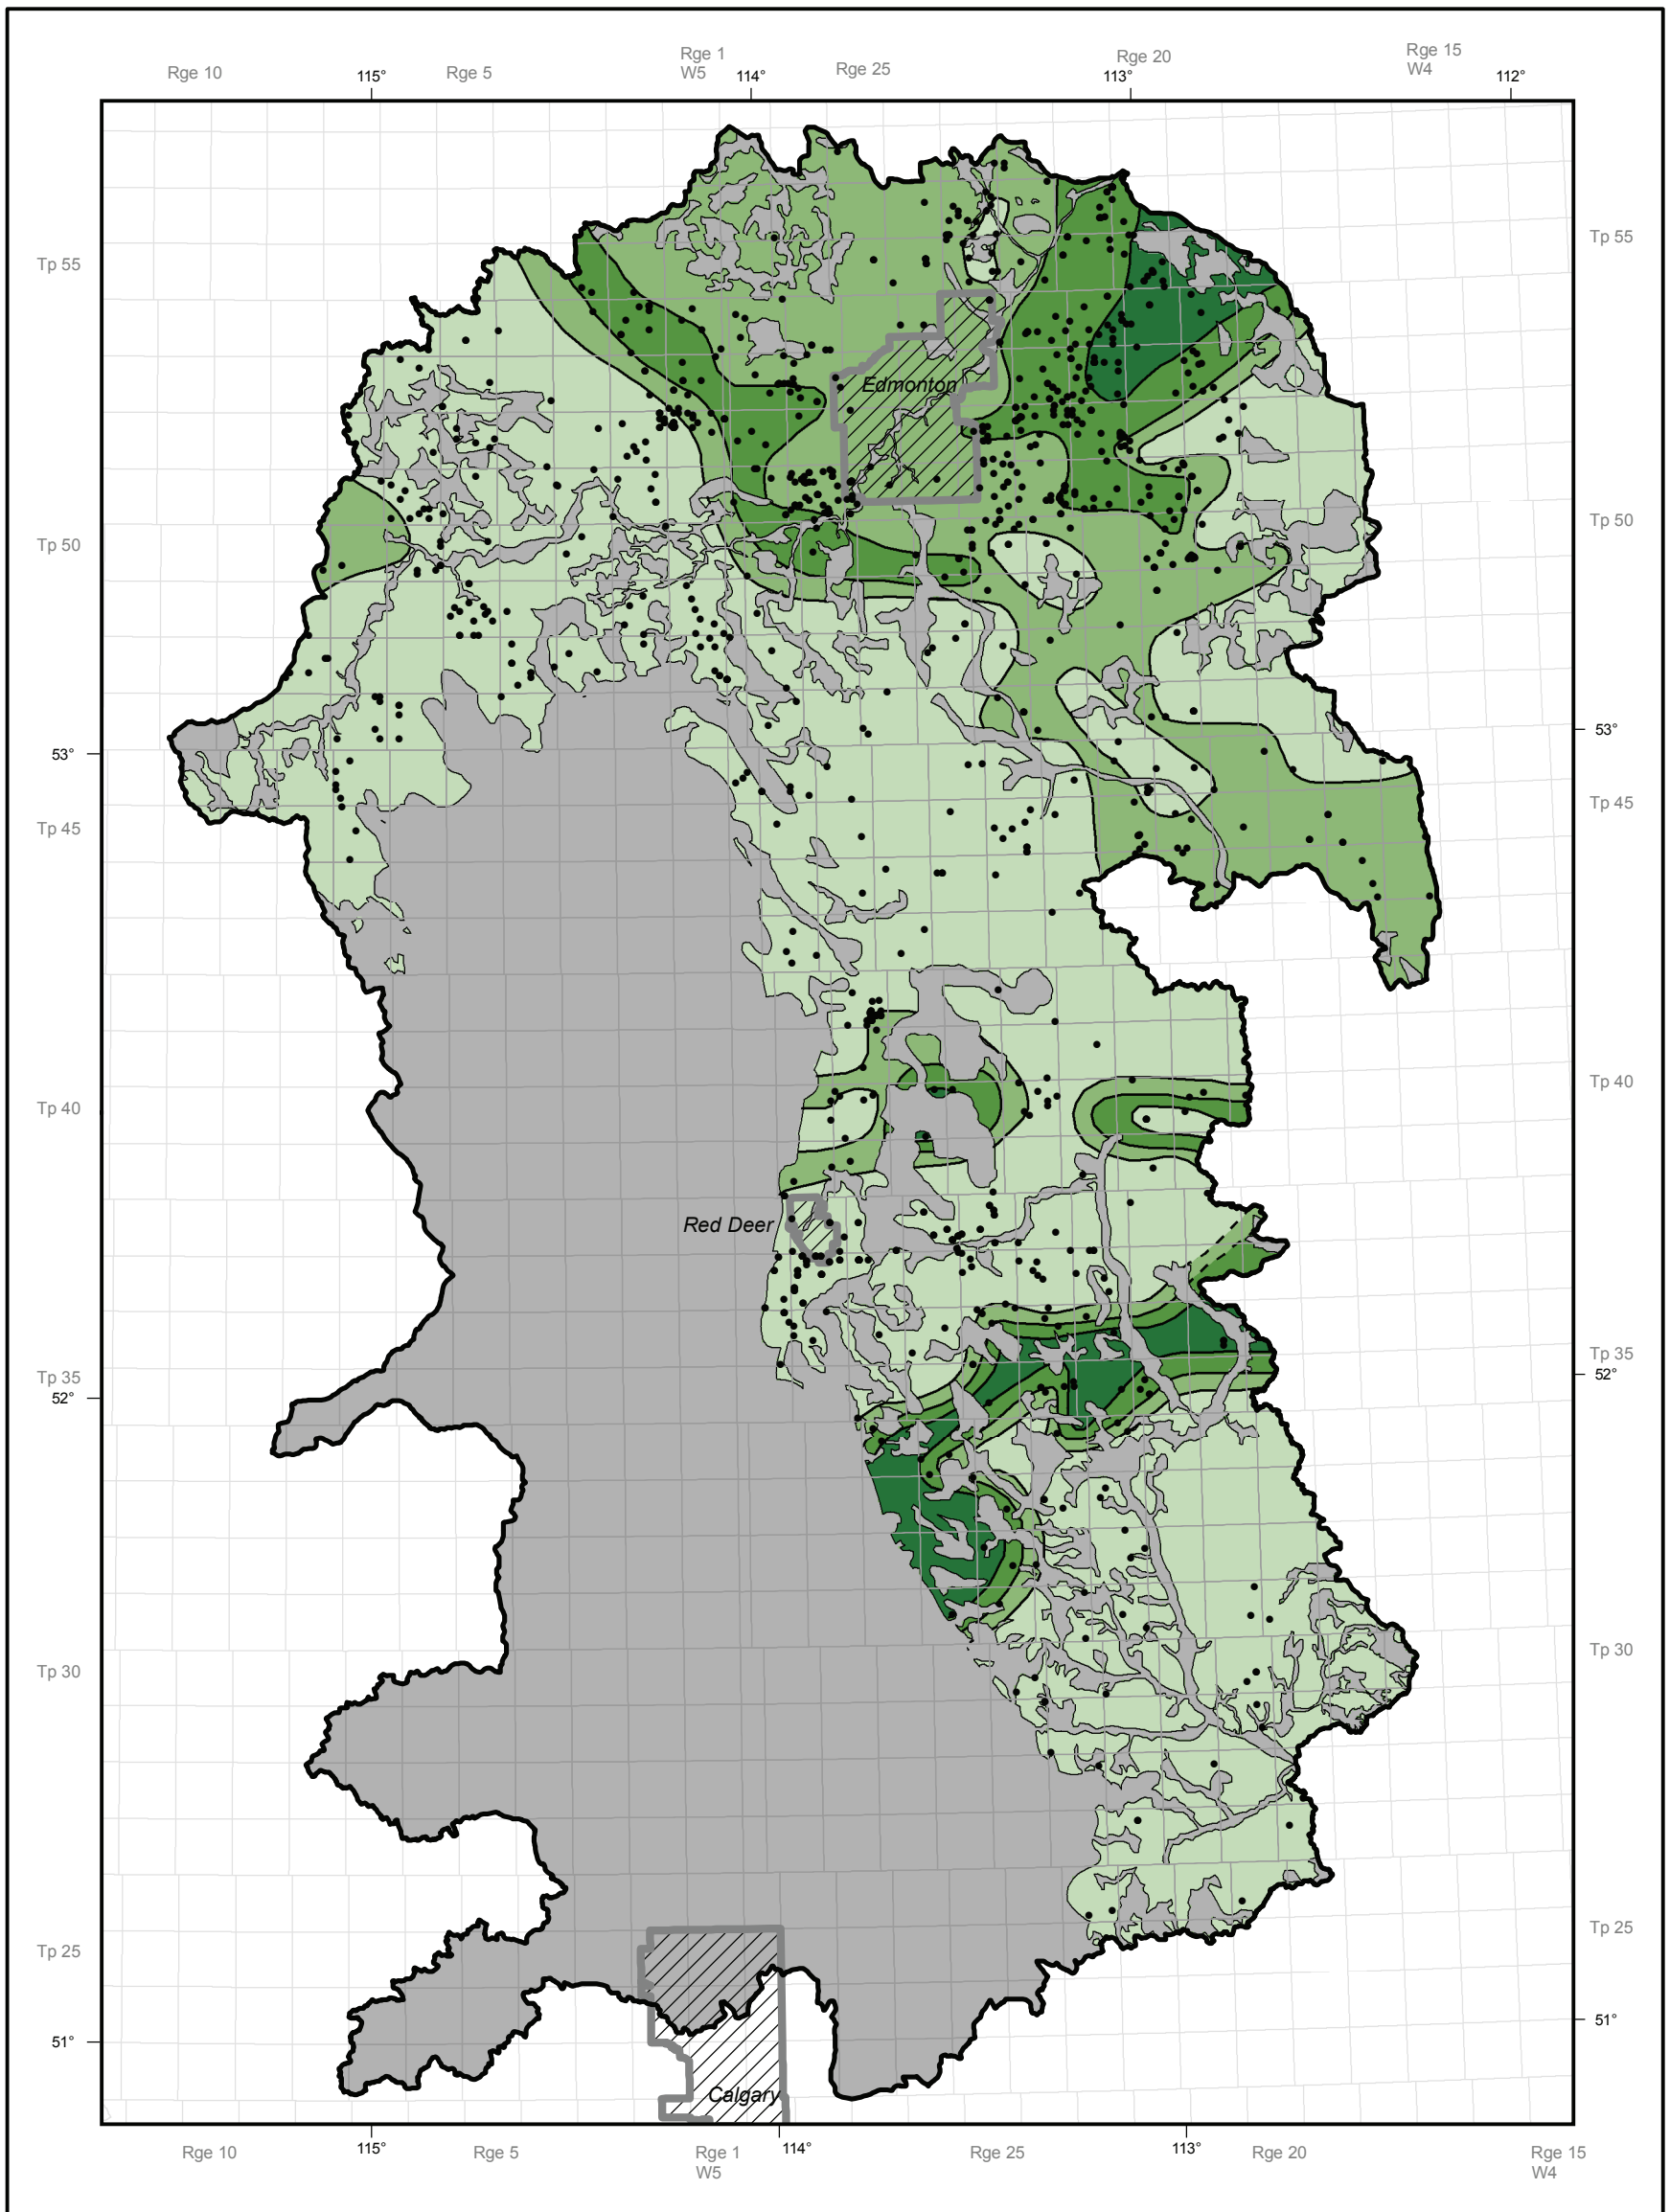 Rge 10
115°
Rge 5
Rge 1
W5
114°
Rge 25
113°
Rge 20
Rge 15
W4
112°
Tp 55
Tp 55
Edmonton
Tp 50
Tp 50
53°
53°
Tp 45
Tp 45
Tp 40
Tp 40
Red Deer
Tp 35
Tp 35
52°
52°
Tp 30
Tp 30
Tp 25
Tp 25
51°
51°
Calgary
Rge 10
115°
Rge 5
Rge 1
W5
114°
Rge 25
113°
Rge 20
Rge 15
W4